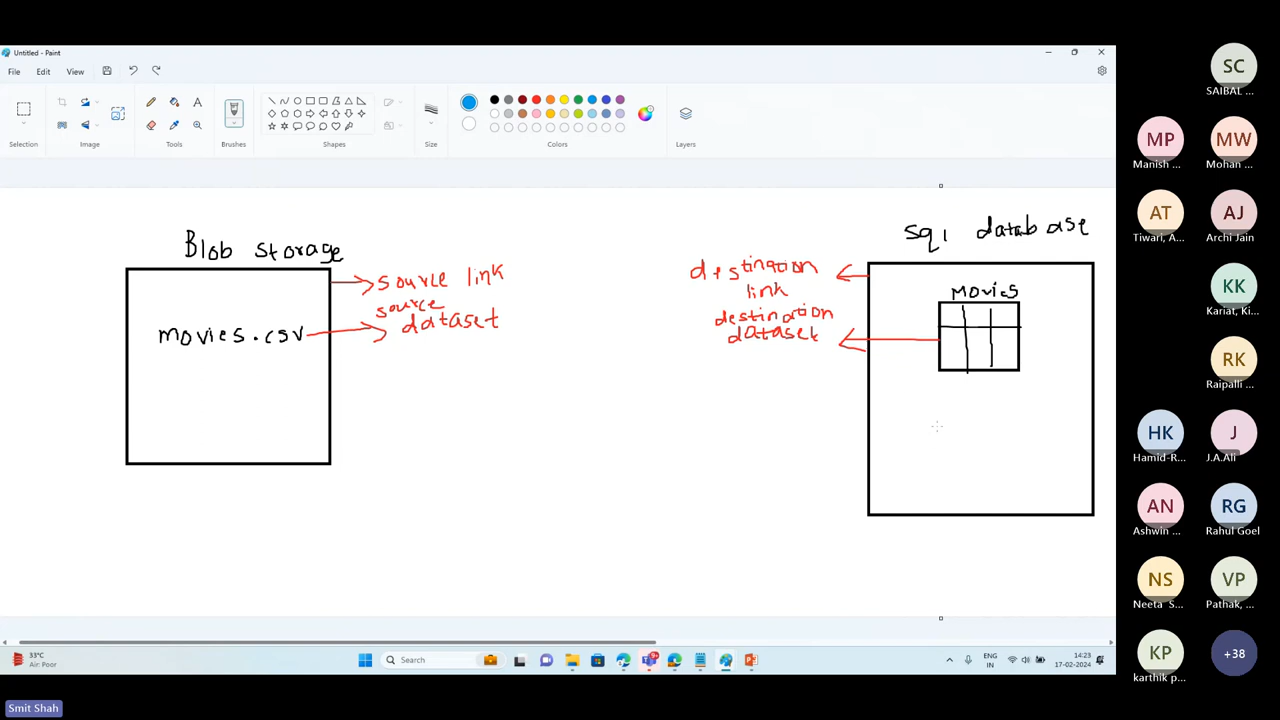 Untitled - Paint
File Edit View
Selection
Image
Tools
Brushes
Shapes
Size
Colors
Layers
Blob storage
movies.csv
source link
source
dataset
sql database
destination
link
destination
dataset
Movies
SC
SAIBAL ...
MP
Manish ...
MW
Mohan ...
AT
Tiwari, A...
AJ
Archi Jain
KK
Kariat, Ki...
RK
Raipalli ...
HK
Hamid-R...
J
J.A.Ali
AN
Ashwin ...
RG
Rahul Goel
NS
Neeta S...
VP
Pathak, ...
KP
karthik p...
+38
33°C
Air: Poor
Search
ENG
IN
14:23
17-02-2024
Smit Shah